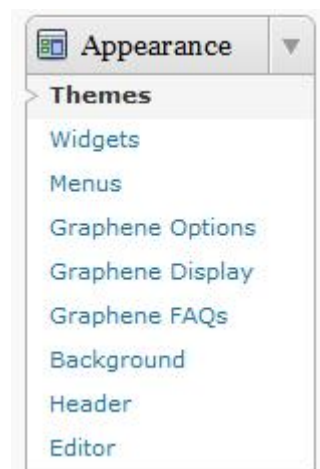 Appearance
Themes
Widgets
Menus
Graphene Options
Graphene Display
Graphene FAQs
Background
Header
Editor